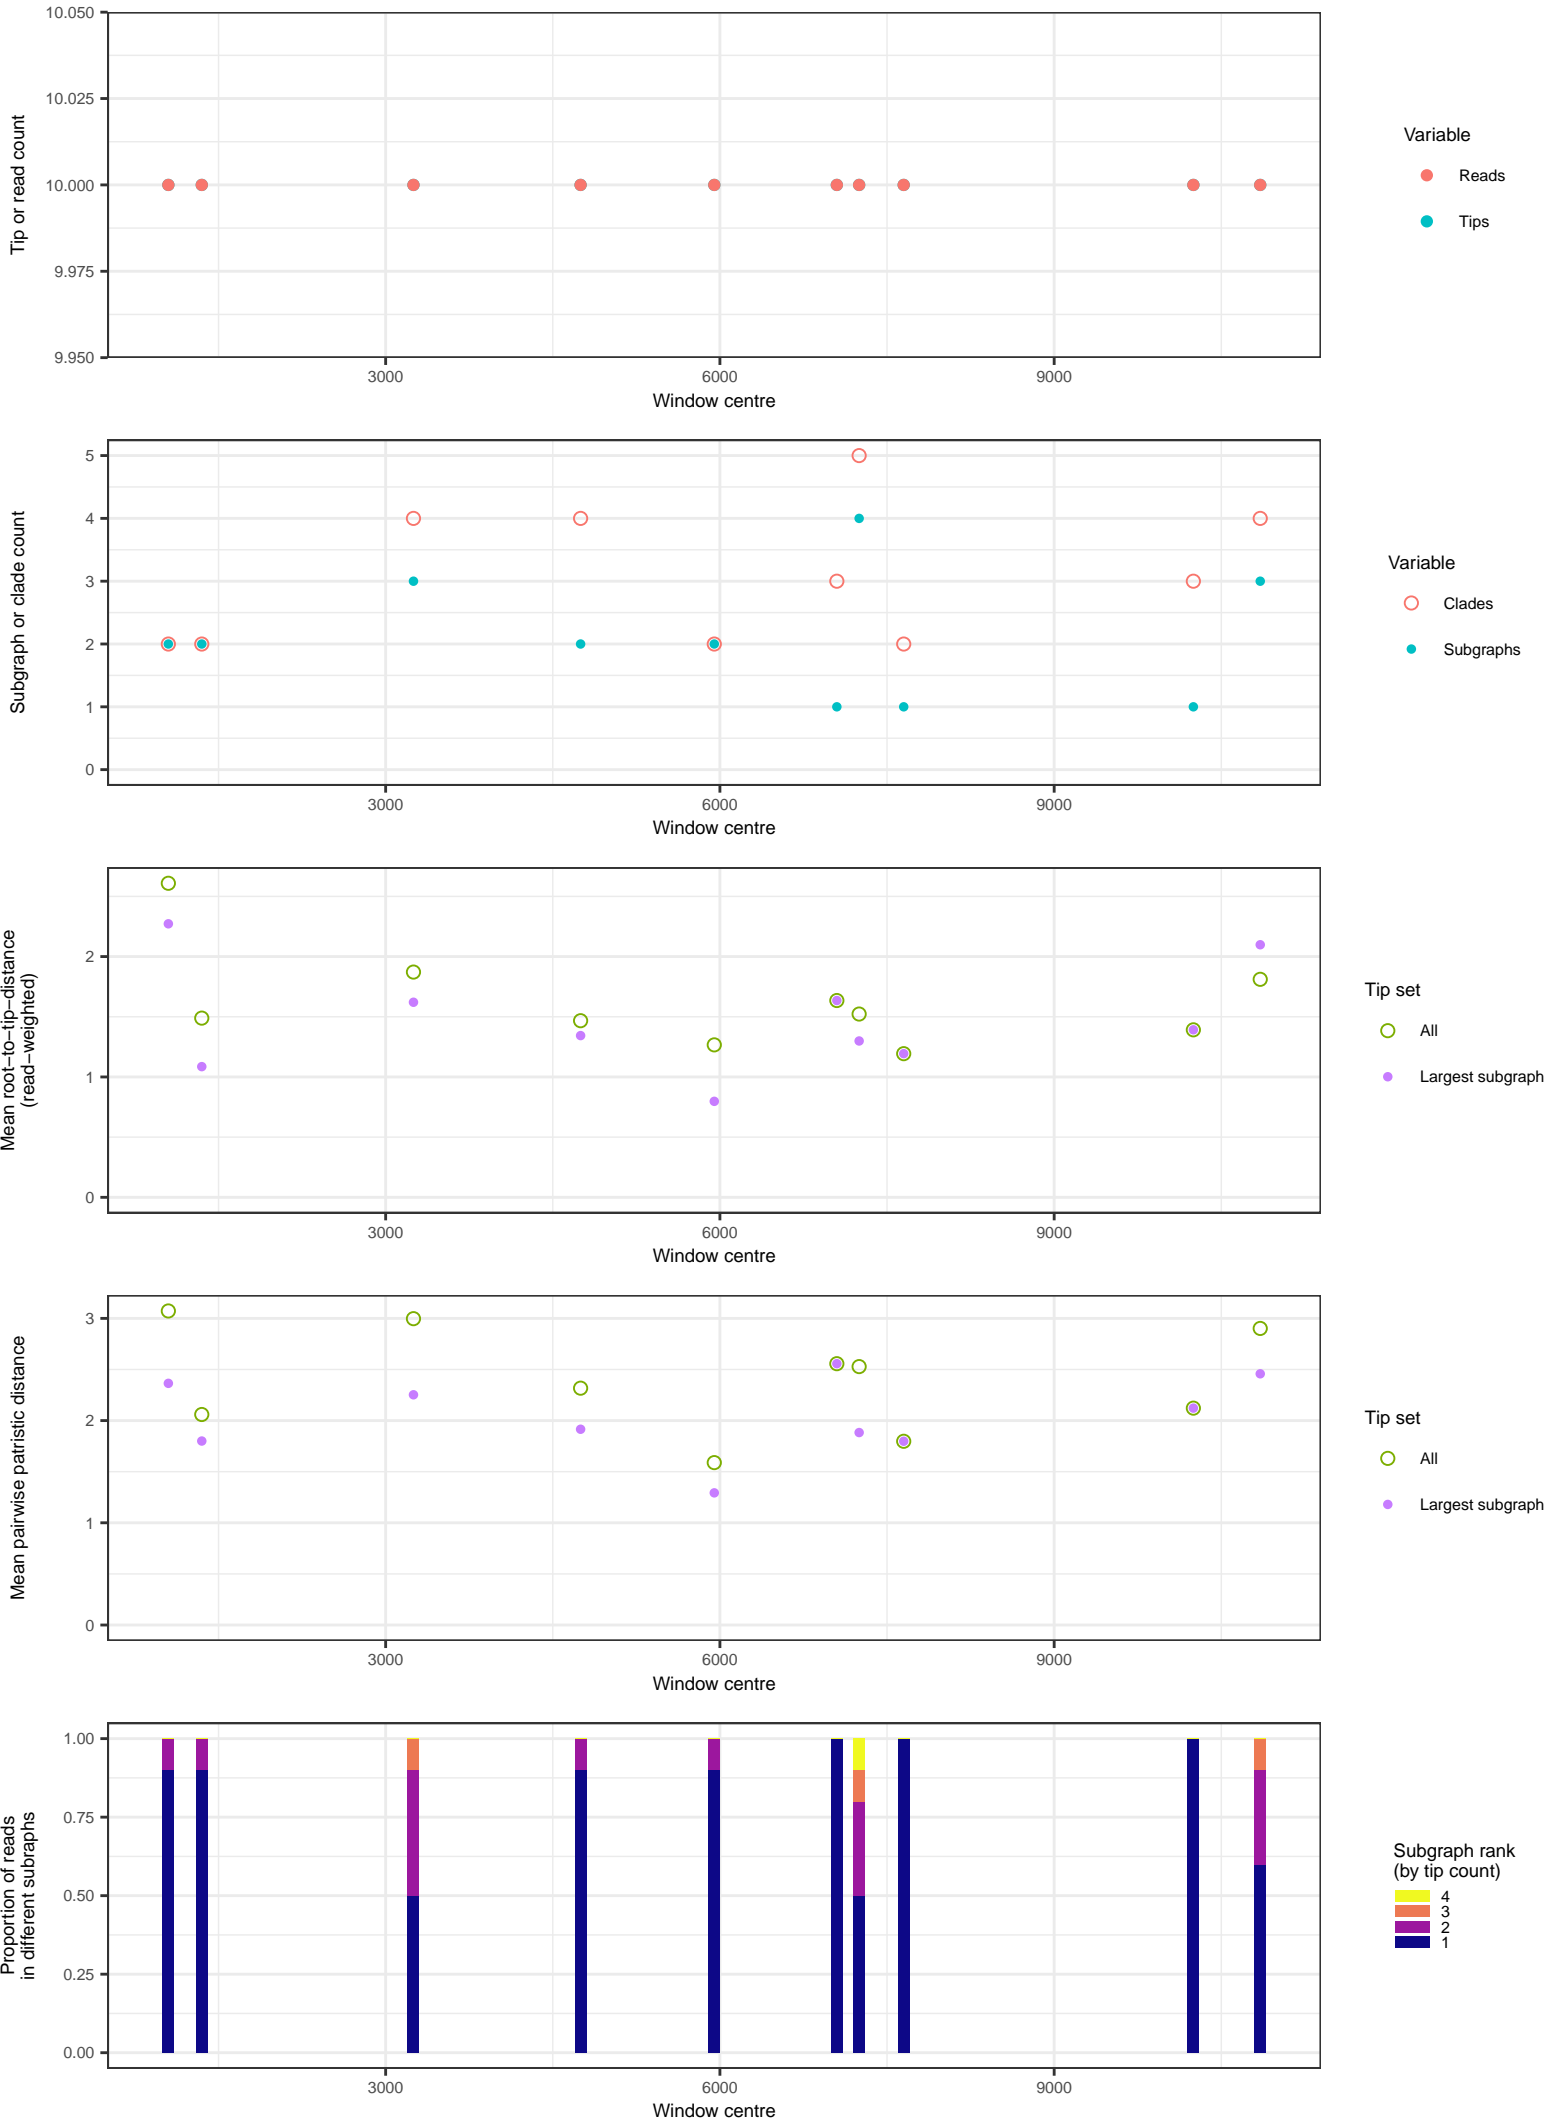 10.050
10.025
10.000
9.975
9.950
Tip or read count
3000 6000 9000
Window centre
Variable
Reads
Tips
5
4
3
2
1
0
Subgraph or clade count
3000 6000 9000
Window centre
Variable
Clades
Subgraphs
2
1
0
Mean root−to−tip−distance
(read−weighted)
3000 6000 9000
Window centre
Tip set
All
Largest subgraph
3
2
1
0
Mean pairwise patristic distance
3000 6000 9000
Window centre
Tip set
All
Largest subgraph
1.00
0.75
0.50
0.25
0.00
Proportion of reads
in different subraphs
3000 6000 9000
Window centre
Subgraph rank
(by tip count)
4
3
2
1